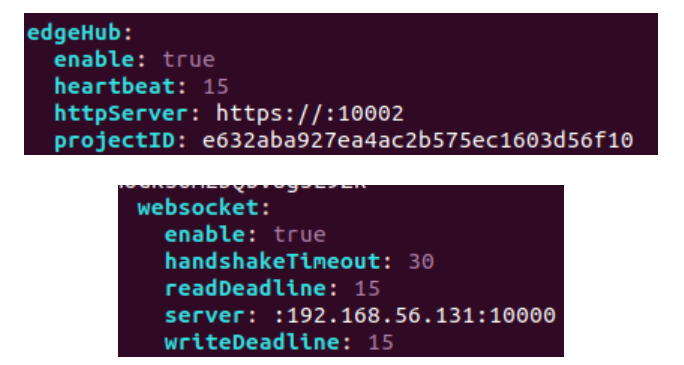 edgeHub:
enable: true
heartbeat: 15
httpServer: https://:10002
projectID: e632aba927ea4ac2b575ec1603d56f10
websocket:
enable: true
handshakeTimeout: 30
readDeadline: 15
server: :192.168.56.131:10000
writeDeadline: 15